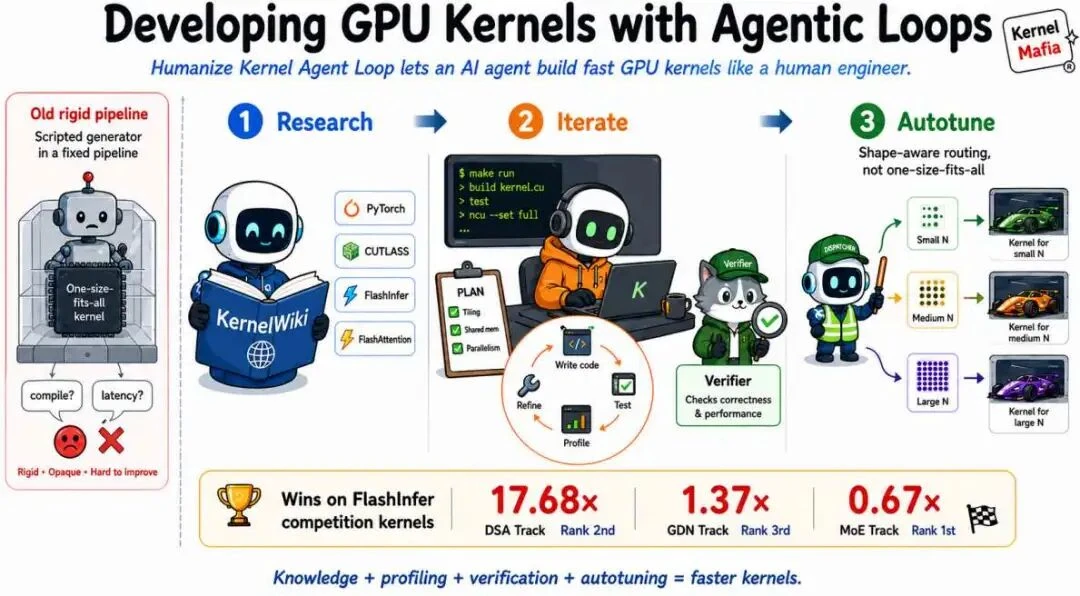 Developing GPU Kernels with Agentic Loops
Kernel
Mafia
®
Humanize Kernel Agent Loop lets an AI agent build fast GPU kernels like a human engineer.
Old rigid pipeline
Scripted generator
in a fixed pipeline
One-size-
fits-all
kernel
compile?
latency?
Rigid • Opaque • Hard to improve
1 Research
KernelWiki
PyTorch
CUTLASS
FlashInfer
FlashAttention
2 Iterate
$ make run
> build kernel.cu
> test
> ncu --set full
...
PLAN
Tiling
Shared mem
Parallelism
K
Write code
Test
Profile
Refine
Verifier
Verifier
Checks correctness
& performance
3 Autotune
Shape-aware routing,
not one-size-fits-all
DISPATCHER
Small N
Kernel for
small N
Medium N
Kernel for
medium N
Large N
Kernel for
large N
Wins on FlashInfer
competition kernels
17.68×
DSA Track Rank 2nd
1.37×
GDN Track Rank 3rd
0.67×
MoE Track Rank 1st
Knowledge + profiling + verification + autotuning = faster kernels.